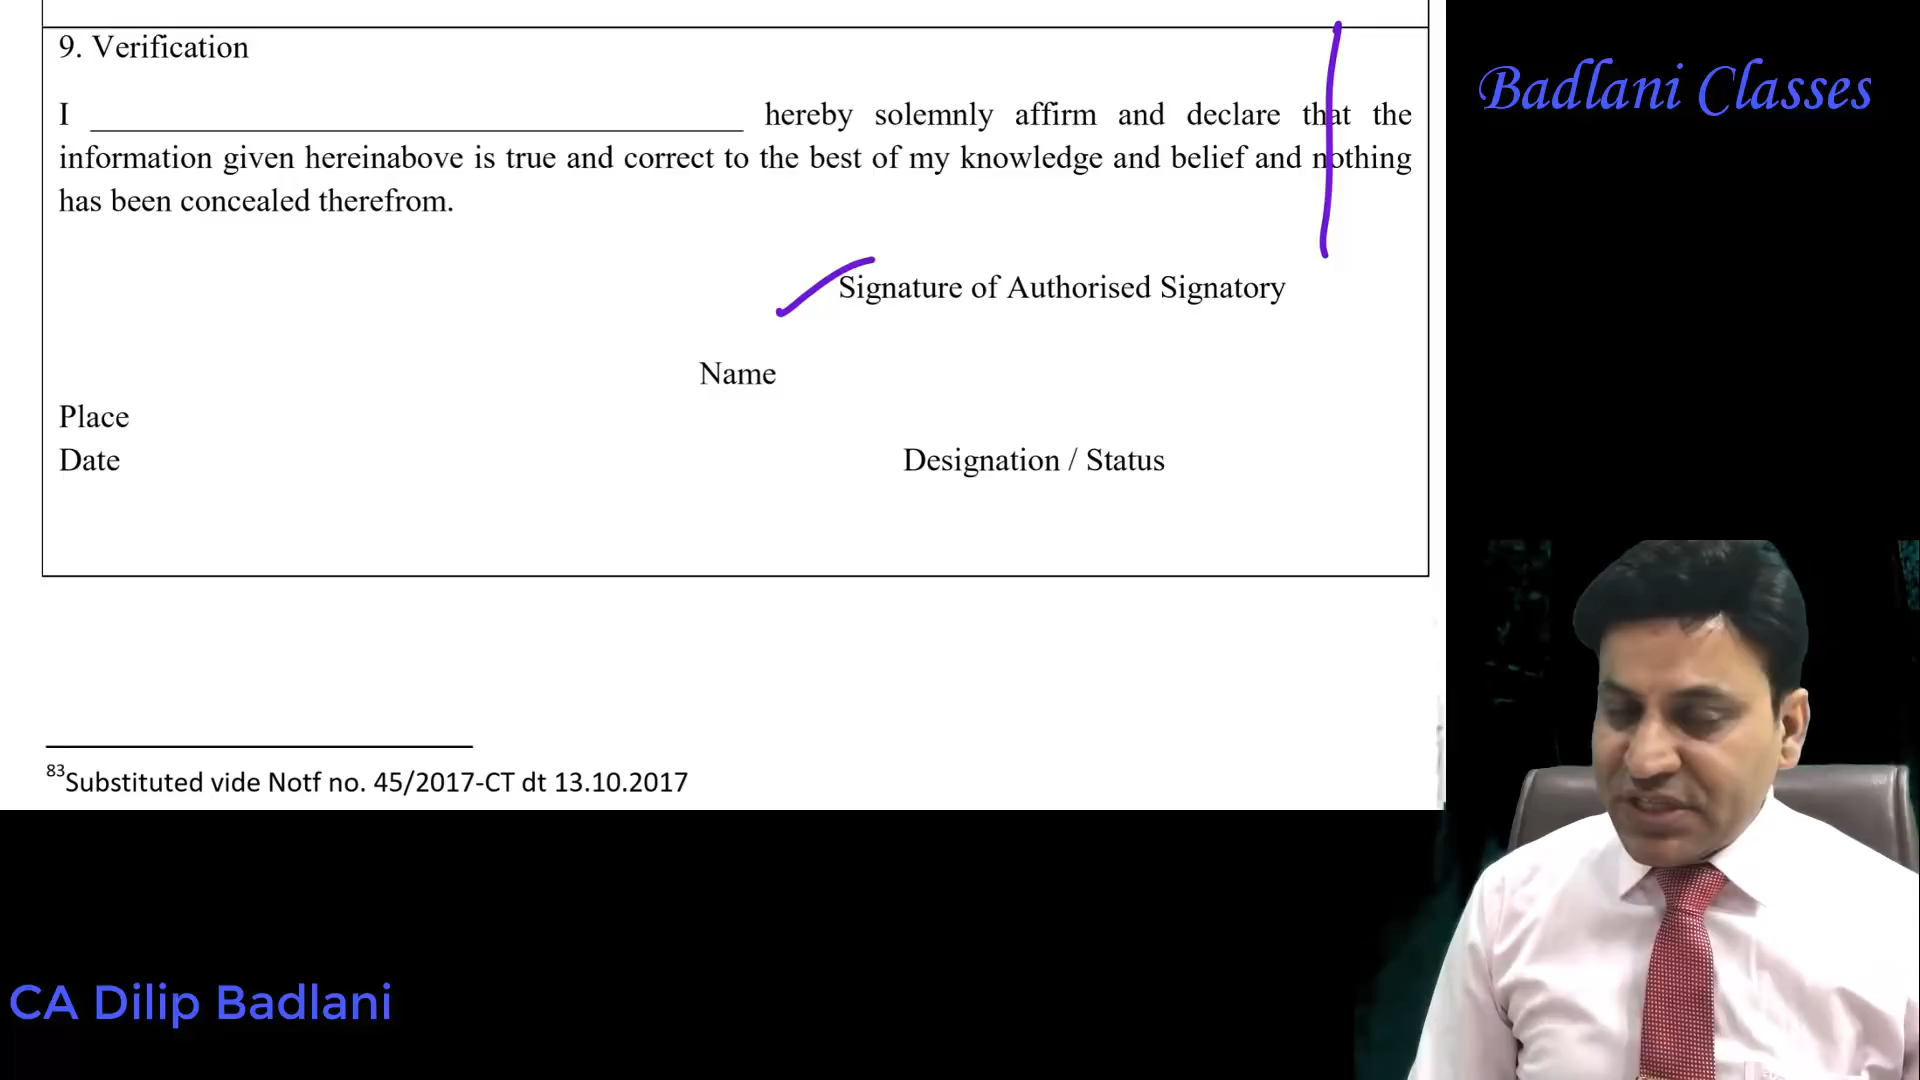 9. Verification
Badlani Classes
I ________________________________________ hereby solemnly affirm and declare that the
information given hereinabove is true and correct to the best of my knowledge and belief and nothing
has been concealed therefrom.
Signature of Authorised Signatory
Name
Place
Date Designation / Status
83Substituted vide Notf no. 45/2017-CT dt 13.10.2017
CA Dilip Badlani